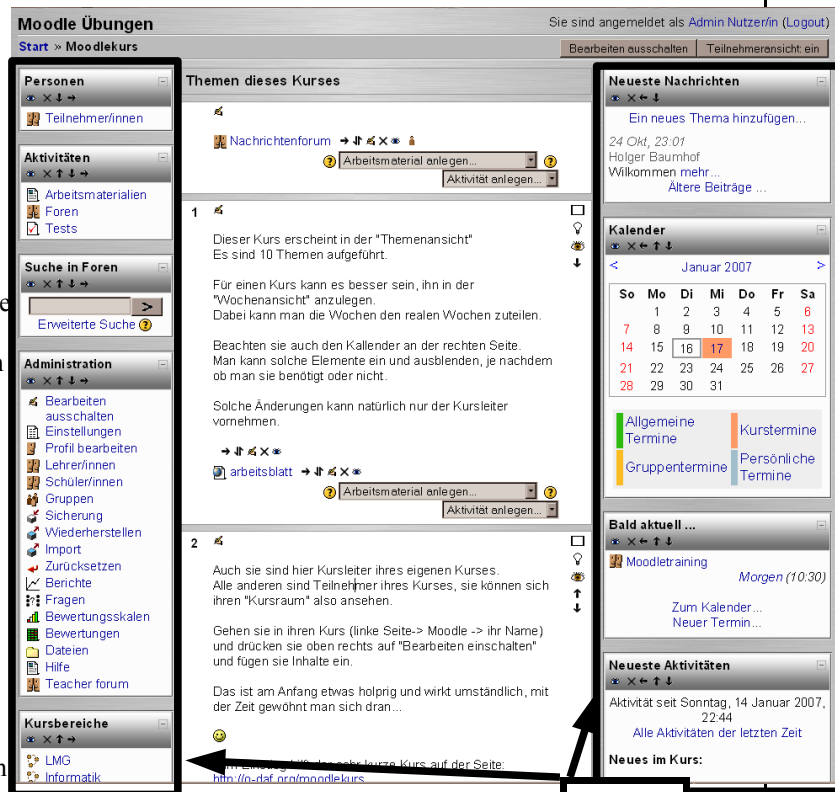 Moodle Übungen
Sie sind angemeldet als Admin Nutzer/in (Logout)
Start » Moodlekurs
Bearbeiten ausschalten
Teilnehmeransicht: ein
Personen
Teilnehmer/innen
Aktivitäten
Arbeitsmaterialien
Foren
Tests
Suche in Foren
>
Erweiterte Suche ?
Administration
Bearbeiten
ausschalten
Einstellungen
Profil bearbeiten
Lehrer/innen
Schüler/innen
Gruppen
Sicherung
Wiederherstellen
Import
Zurücksetzen
Berichte
Fragen
Bewertungsskalen
Bewertungen
Dateien
Hilfe
Teacher forum
Kursbereiche
LMG
Informatik
Themen dieses Kurses
Nachrichtenforum
? Arbeitsmaterial anlegen... ?
Aktivität anlegen...
1
Dieser Kurs erscheint in der "Themenansicht"
Es sind 10 Themen aufgeführt.
Für einen Kurs kann es besser sein, ihn in der
"Wochenansicht" anzulegen.
Dabei kann man die Wochen den realen Wochen zuteilen.
Beachten sie auch den Kallender an der rechten Seite.
Man kann solche Elemente ein und ausblenden, je nachdem
ob man sie benötigt oder nicht.
Solche Änderungen kann natürlich nur der Kursleiter
vornehmen.
arbeitsblatt
? Arbeitsmaterial anlegen... ?
Aktivität anlegen...
2
Auch sie sind hier Kursleiter ihres eigenen Kurses.
Alle anderen sind Teilnehmer ihres Kurses, sie können sich
ihren "Kursraum" also ansehen.
Gehen sie in ihren Kurs (linke Seite-> Moodle -> ihr Name)
und drücken sie oben rechts auf "Bearbeiten einschalten"
und fügen sie Inhalte ein.
Das ist am Anfang etwas holprig und wirkt umständlich, mit
der Zeit gewöhnt man sich dran...
sehr kurze Kurs auf der Seite:
http://g-daf.org/moodlekurs
Neueste Nachrichten
Ein neues Thema hinzufügen...
24 Okt, 23:01
Holger Baumhof
Wilkommen mehr...
Ältere Beiträge ...
Kalender
< Januar 2007 >
So Mo Di Mi Do Fr Sa
1 2 3 4 5 6
7 8 9 10 11 12 13
14 15 16 17 18 19 20
21 22 23 24 25 26 27
28 29 30 31
Allgemeine
Termine
Kurstermine
Gruppentermine
Persönliche
Termine
Bald aktuell ...
Moodletraining
Morgen (10:30)
Zum Kalender...
Neuer Termin...
Neueste Aktivitäten
Aktivität seit Sonntag, 14 Januar 2007,
22:44
Alle Aktivitäten der letzten Zeit
Neues im Kurs: